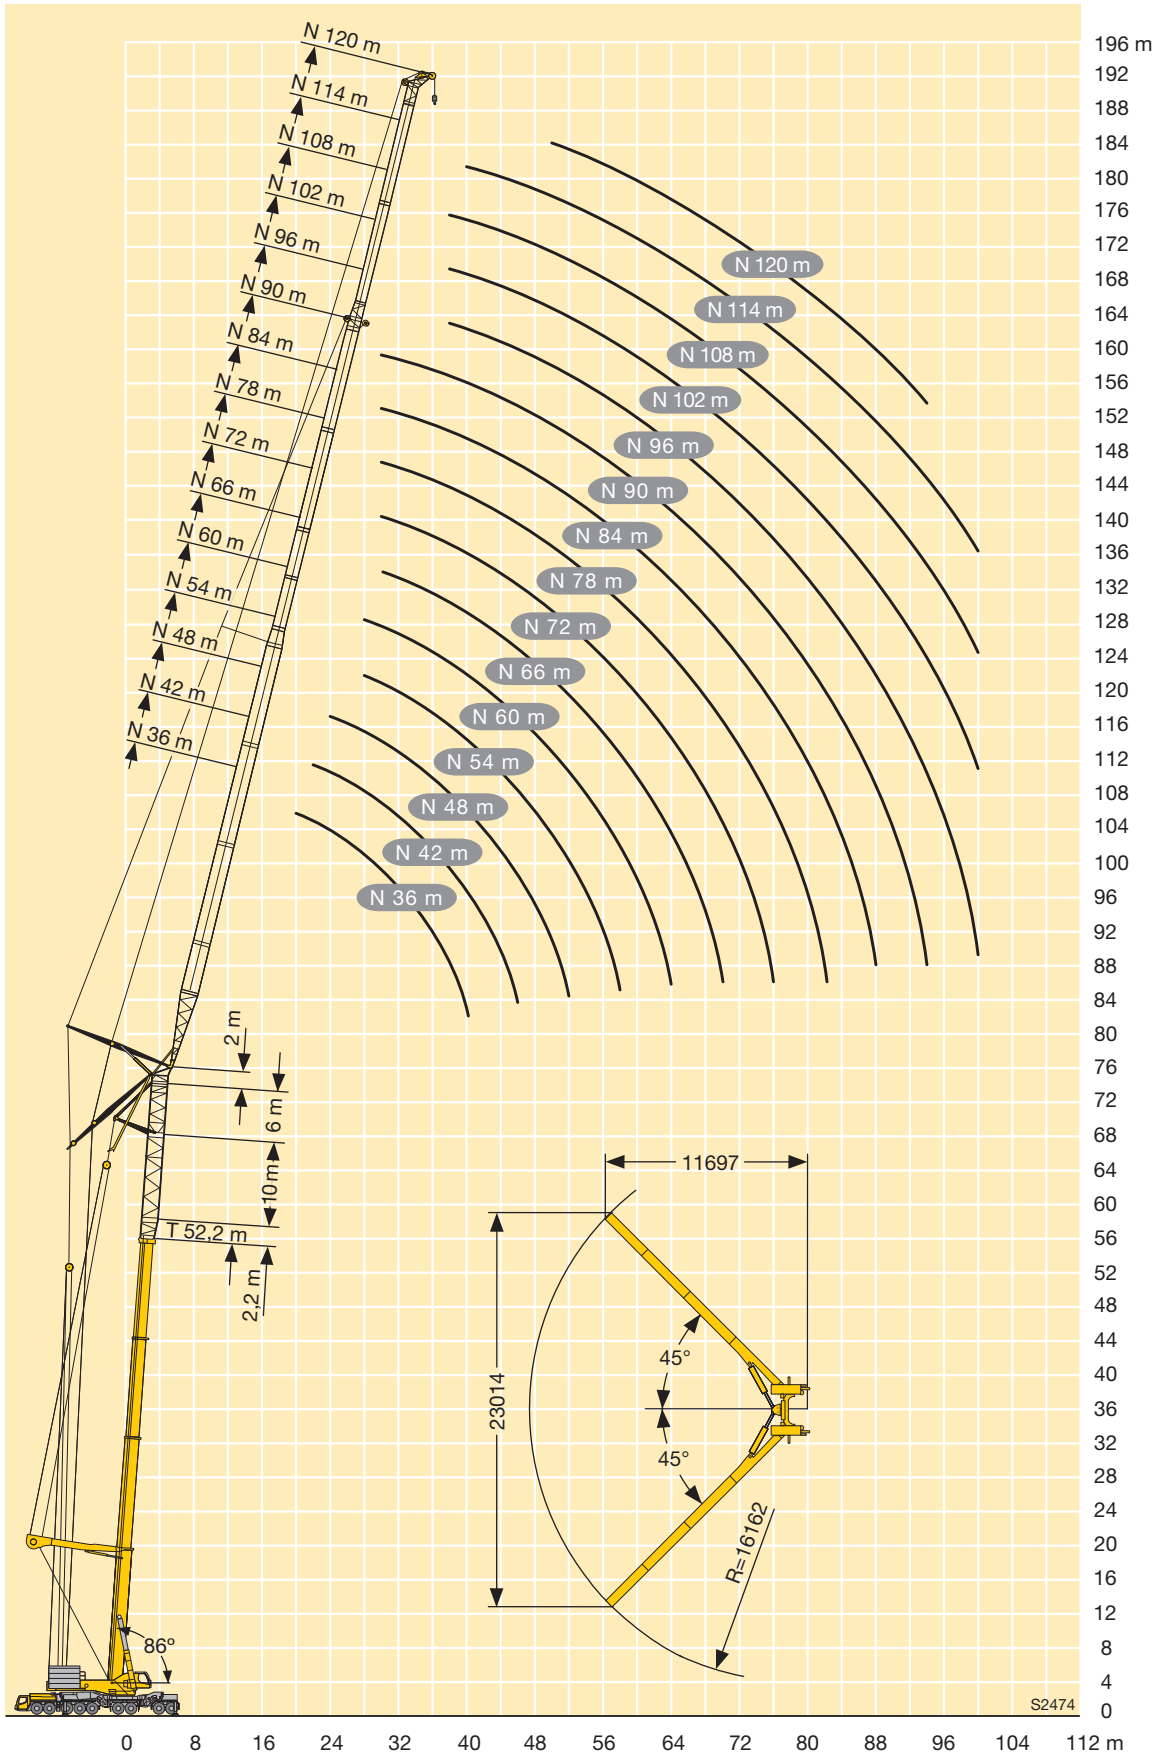 N 120 m
N 114 m
N 108 m
N 102 m
N 96 m
N 90 m
N 84 m
N 78 m
N 72 m
N 66 m
N 60 m
N 54 m
N 48 m
N 42 m
N 36 m
N 120 m
N 114 m
N 108 m
N 102 m
N 96 m
N 90 m
N 84 m
N 78 m
N 72 m
N 66 m
N 60 m
N 54 m
N 48 m
N 42 m
N 36 m
196 m
192
188
184
180
176
172
168
164
160
156
152
148
144
140
136
132
128
124
120
116
112
108
104
100
96
92
88
84
80
76
72
68
64
60
56
52
48
44
40
36
32
28
24
20
16
12
8
4
0
2 m
6 m
10 m
T 52,2 m
2,2 m
86°
11697
23014
45°
45°
R=16162
S2474
0 8 16 24 32 40 48 56 64 72 80 88 96 104 112 m